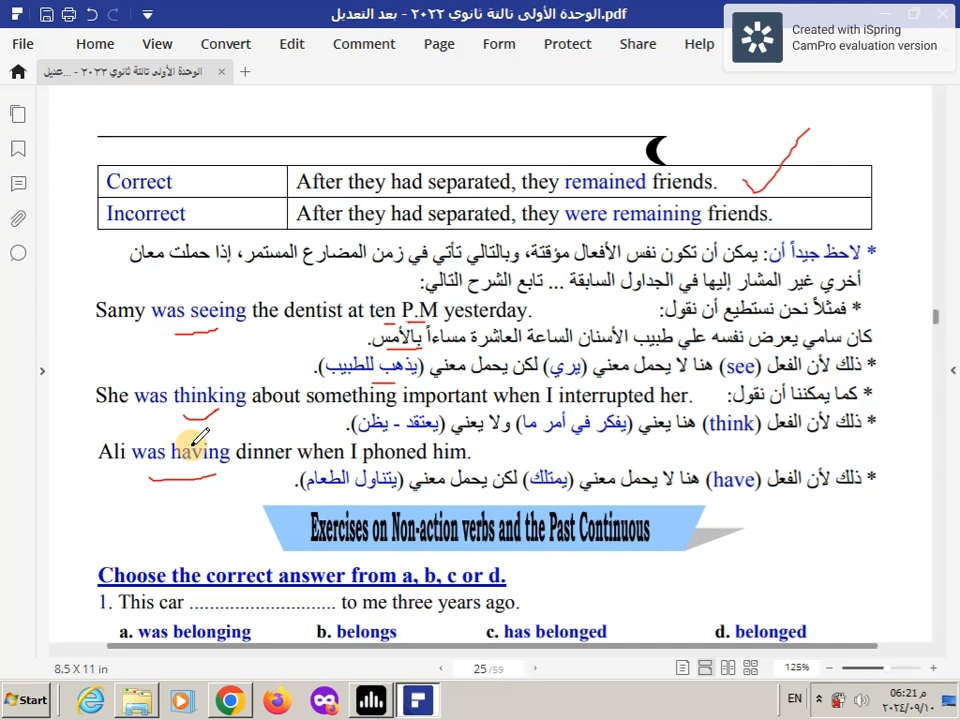 الوحدة الأولى تالتة ثانوي ٢٠٢٢ - بعد التعديل.pdf
Created with iSpring
CamPro evaluation version
File Home View Convert Edit Comment Page Form Protect Share Help
Correct After they had separated, they remained friends.
Incorrect After they had separated, they were remaining friends.
* لاحظ جيداً أن: يمكن أن تكون نفس الأفعال مؤقتة، وبالتالي تأتي في زمن المضارع المستمر، إذا حملت معان
أخري غير المشار إليها في الجداول السابقة ... تابع الشرح التالي:
* فمثلاً نحن نستطيع أن نقول: Samy was seeing the dentist at ten P.M yesterday.
كان سامي يعرض نفسه علي طبيب الأسنان الساعة العاشرة مساءاً بالأمس.
* ذلك لأن الفعل (see) هنا لا يحمل معني (يري) لكن يحمل معني (يذهب للطبيب).
* كما يمكننا أن نقول: She was thinking about something important when I interrupted her.
* ذلك لأن الفعل (think) هنا يعني (يفكر في أمر ما) ولا يعني (يعتقد - يظن).
Ali was having dinner when I phoned him.
* ذلك لأن الفعل (have) هنا لا يحمل معني (يمتلك) لكن يحمل معني (يتناول الطعام).
Exercises on Non-action verbs and the Past Continuous
Choose the correct answer from a, b, c or d.
1. This car ............................ to me three years ago.
a. was belonging b. belongs c. has belonged d. belonged
8.5 X 11 in 25 /59 125%
Start EN 06:21 م
٢٠٢٤/٠٩/١٠